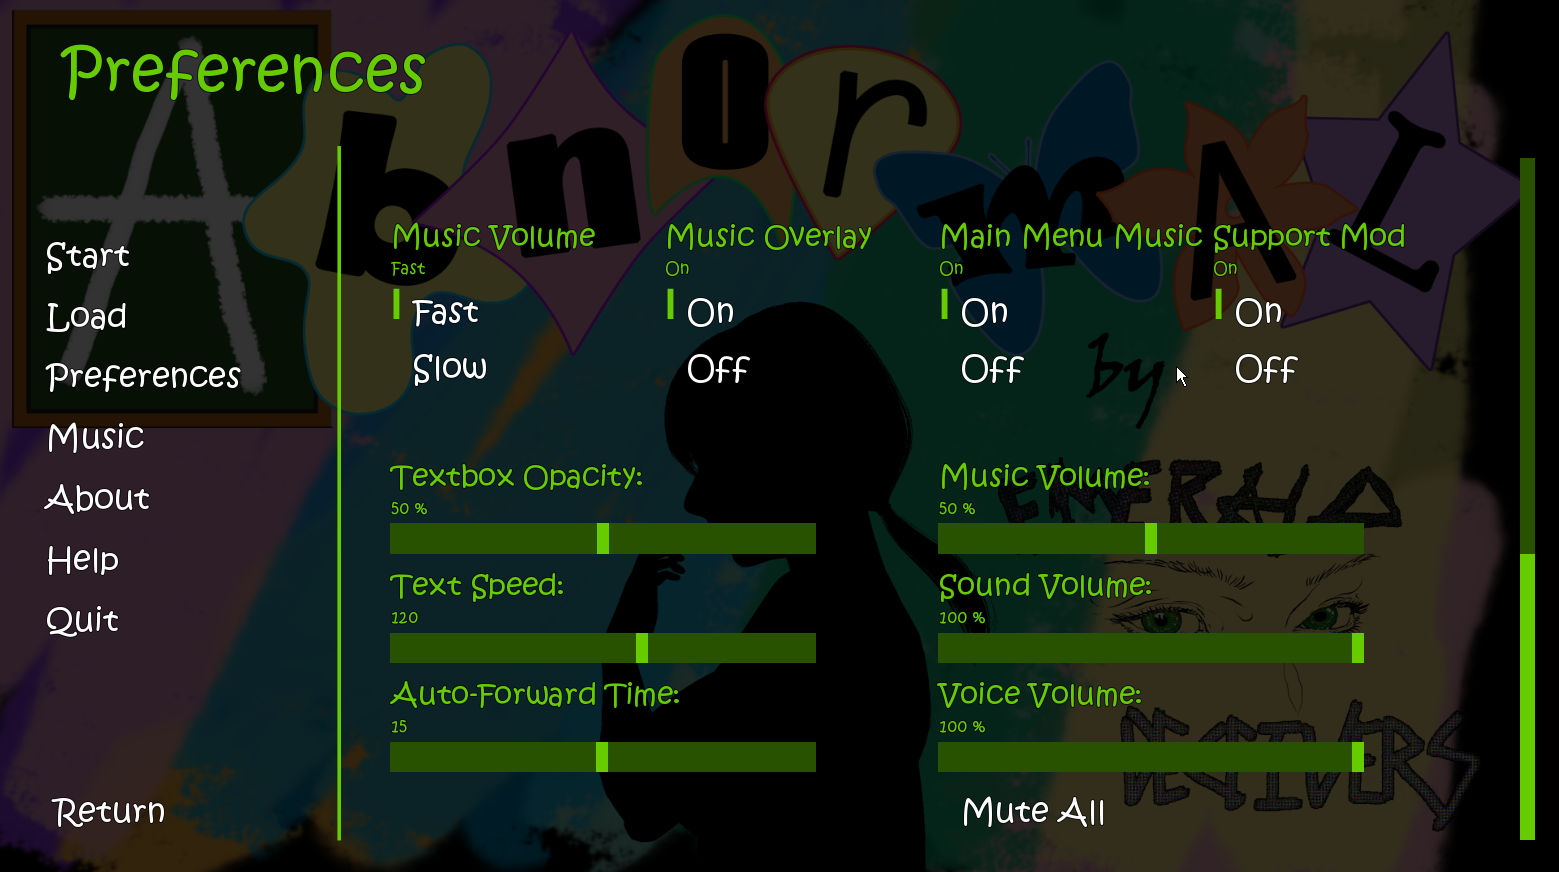 Preferences
Abnormal
by
EMERALD
DECEIVERS
Start
Load
Preferences
Music
About
Help
Quit
Return
Music Volume
Fast
Fast
Slow
Music Overlay
On
On
Off
Main Menu Music
On
On
Off
Support Mod
On
On
Off
Textbox Opacity:
50 %
Text Speed:
120
Auto-Forward Time:
15
Music Volume:
50 %
Sound Volume:
100 %
Voice Volume:
100 %
Mute All